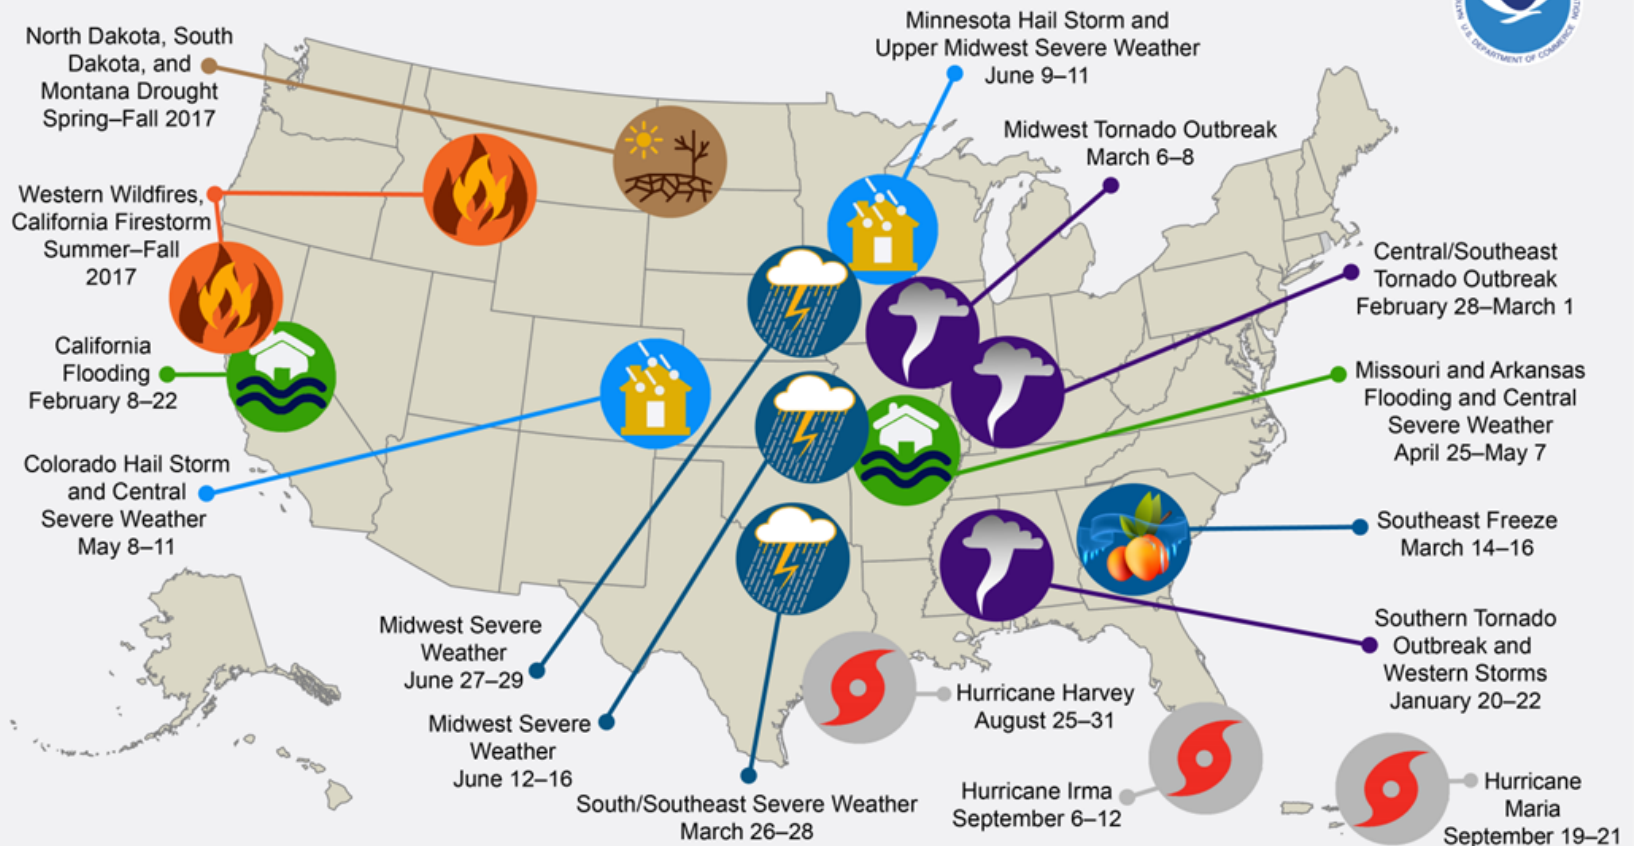 North Dakota, South
Dakota, and
Montana Drought
Spring–Fall 2017
Western Wildfires,
California Firestorm
Summer–Fall
2017
California
Flooding
February 8–22
Colorado Hail Storm
and Central
Severe Weather
May 8–11
Midwest Severe
Weather
June 27–29
Midwest Severe
Weather
June 12–16
South/Southeast Severe Weather
March 26–28
Minnesota Hail Storm and
Upper Midwest Severe Weather
June 9–11
Midwest Tornado Outbreak
March 6–8
Central/Southeast
Tornado Outbreak
February 28–March 1
Missouri and Arkansas
Flooding and Central
Severe Weather
April 25–May 7
Southeast Freeze
March 14–16
Southern Tornado
Outbreak and
Western Storms
January 20–22
Hurricane Harvey
August 25–31
Hurricane Irma
September 6–12
Hurricane
Maria
September 19–21
U.S. DEPARTMENT OF COMMERCE